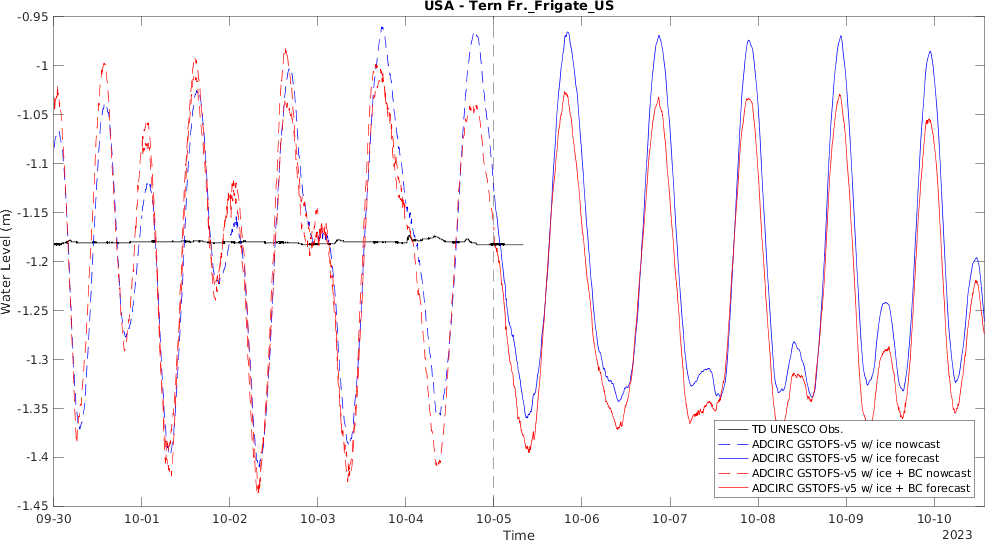 USA - Tern Fr._Frigate_US
Water Level (m)
-0.95
-1
-1.05
-1.1
-1.15
-1.2
-1.25
-1.3
-1.35
-1.4
-1.45
TD UNESCO Obs.
ADCIRC GSTOFS-v5 w/ ice nowcast
ADCIRC GSTOFS-v5 w/ ice forecast
ADCIRC GSTOFS-v5 w/ ice + BC nowcast
ADCIRC GSTOFS-v5 w/ ice + BC forecast
09-30 10-01 10-02 10-03 10-04 10-05 10-06 10-07 10-08 10-09 10-10
Time
2023